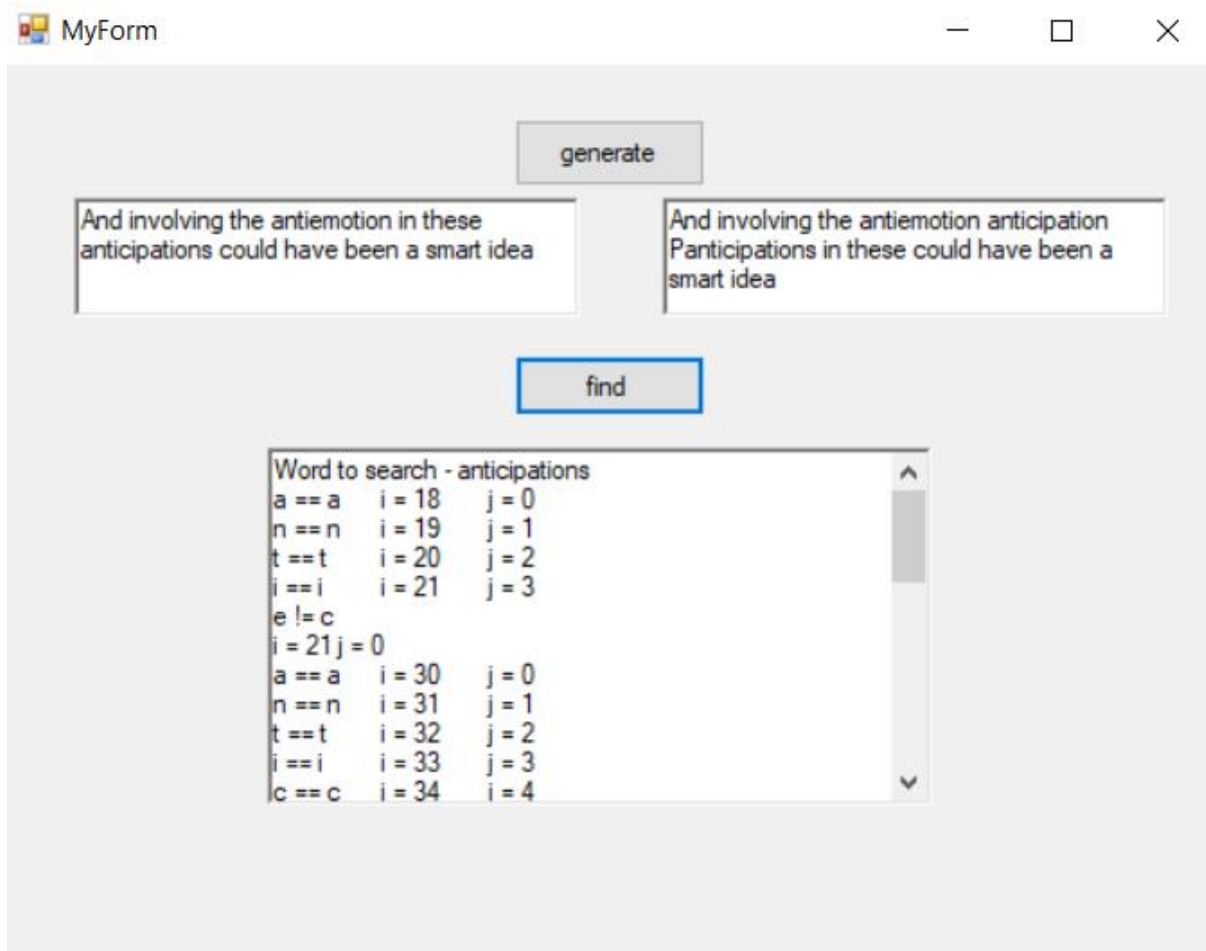 MyForm
generate
And involving the antiemotion in these
anticipations could have been a smart idea
And involving the antiemotion anticipation
Panticipations in these could have been a
smart idea
find
Word to search - anticipations
a == a i = 18 j = 0
n == n i = 19 j = 1
t == t i = 20 j = 2
i == i i = 21 j = 3
e != c
i = 21 j = 0
a == a i = 30 j = 0
n == n i = 31 j = 1
t == t i = 32 j = 2
i == i i = 33 j = 3
c == c i = 34 j = 4